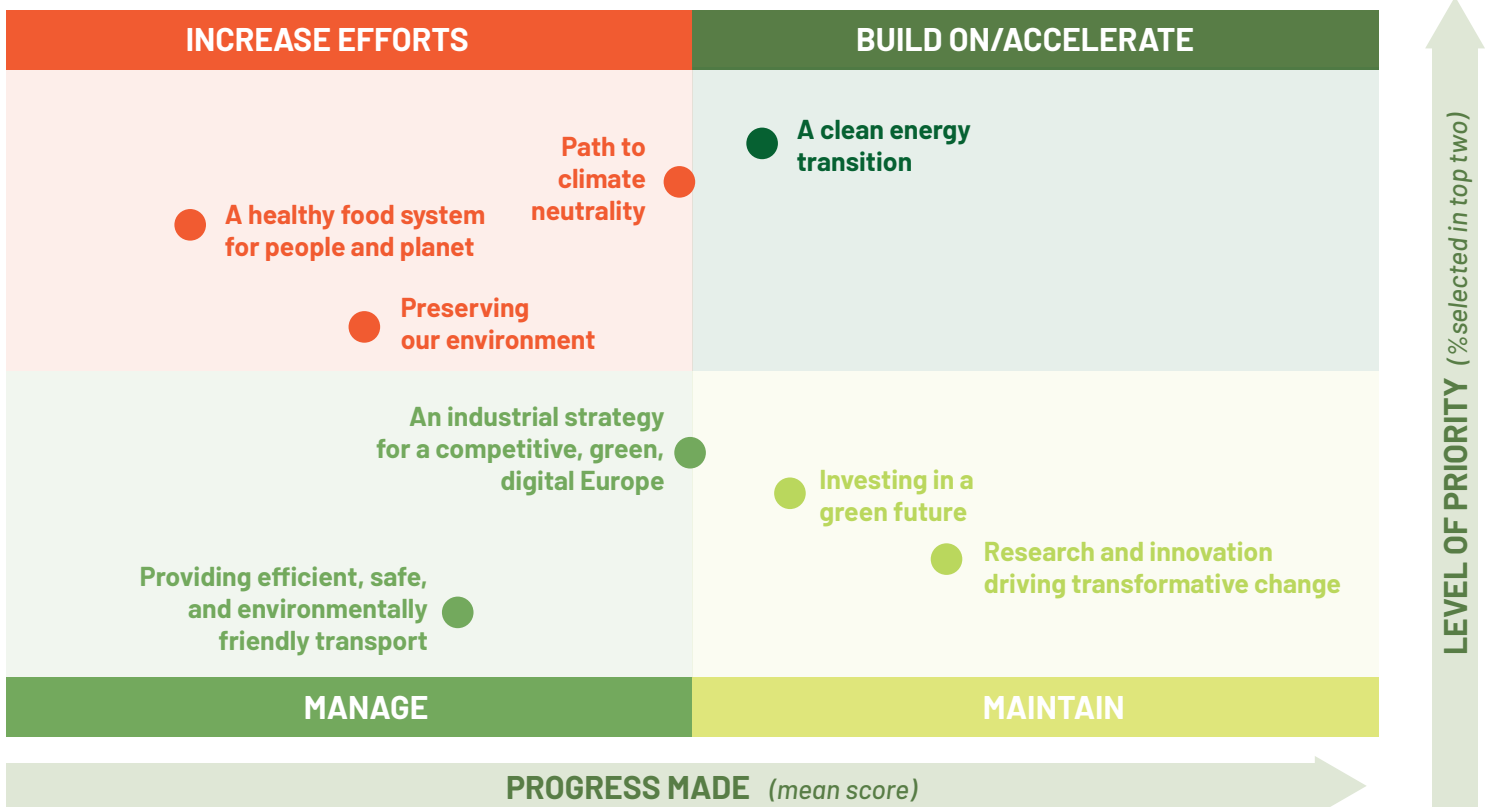 INCREASE EFFORTS
BUILD ON/ACCELERATE
A clean energy
transition
Path to
climate
neutrality
A healthy food system
for people and planet
Preserving
our environment
An industrial strategy
for a competitive, green,
digital Europe
Investing in a
green future
Research and innovation
driving transformative change
Providing efficient, safe,
and environmentally
friendly transport
MANAGE
MAINTAIN
PROGRESS MADE (mean score)
LEVEL OF PRIORITY (%selected in top two)